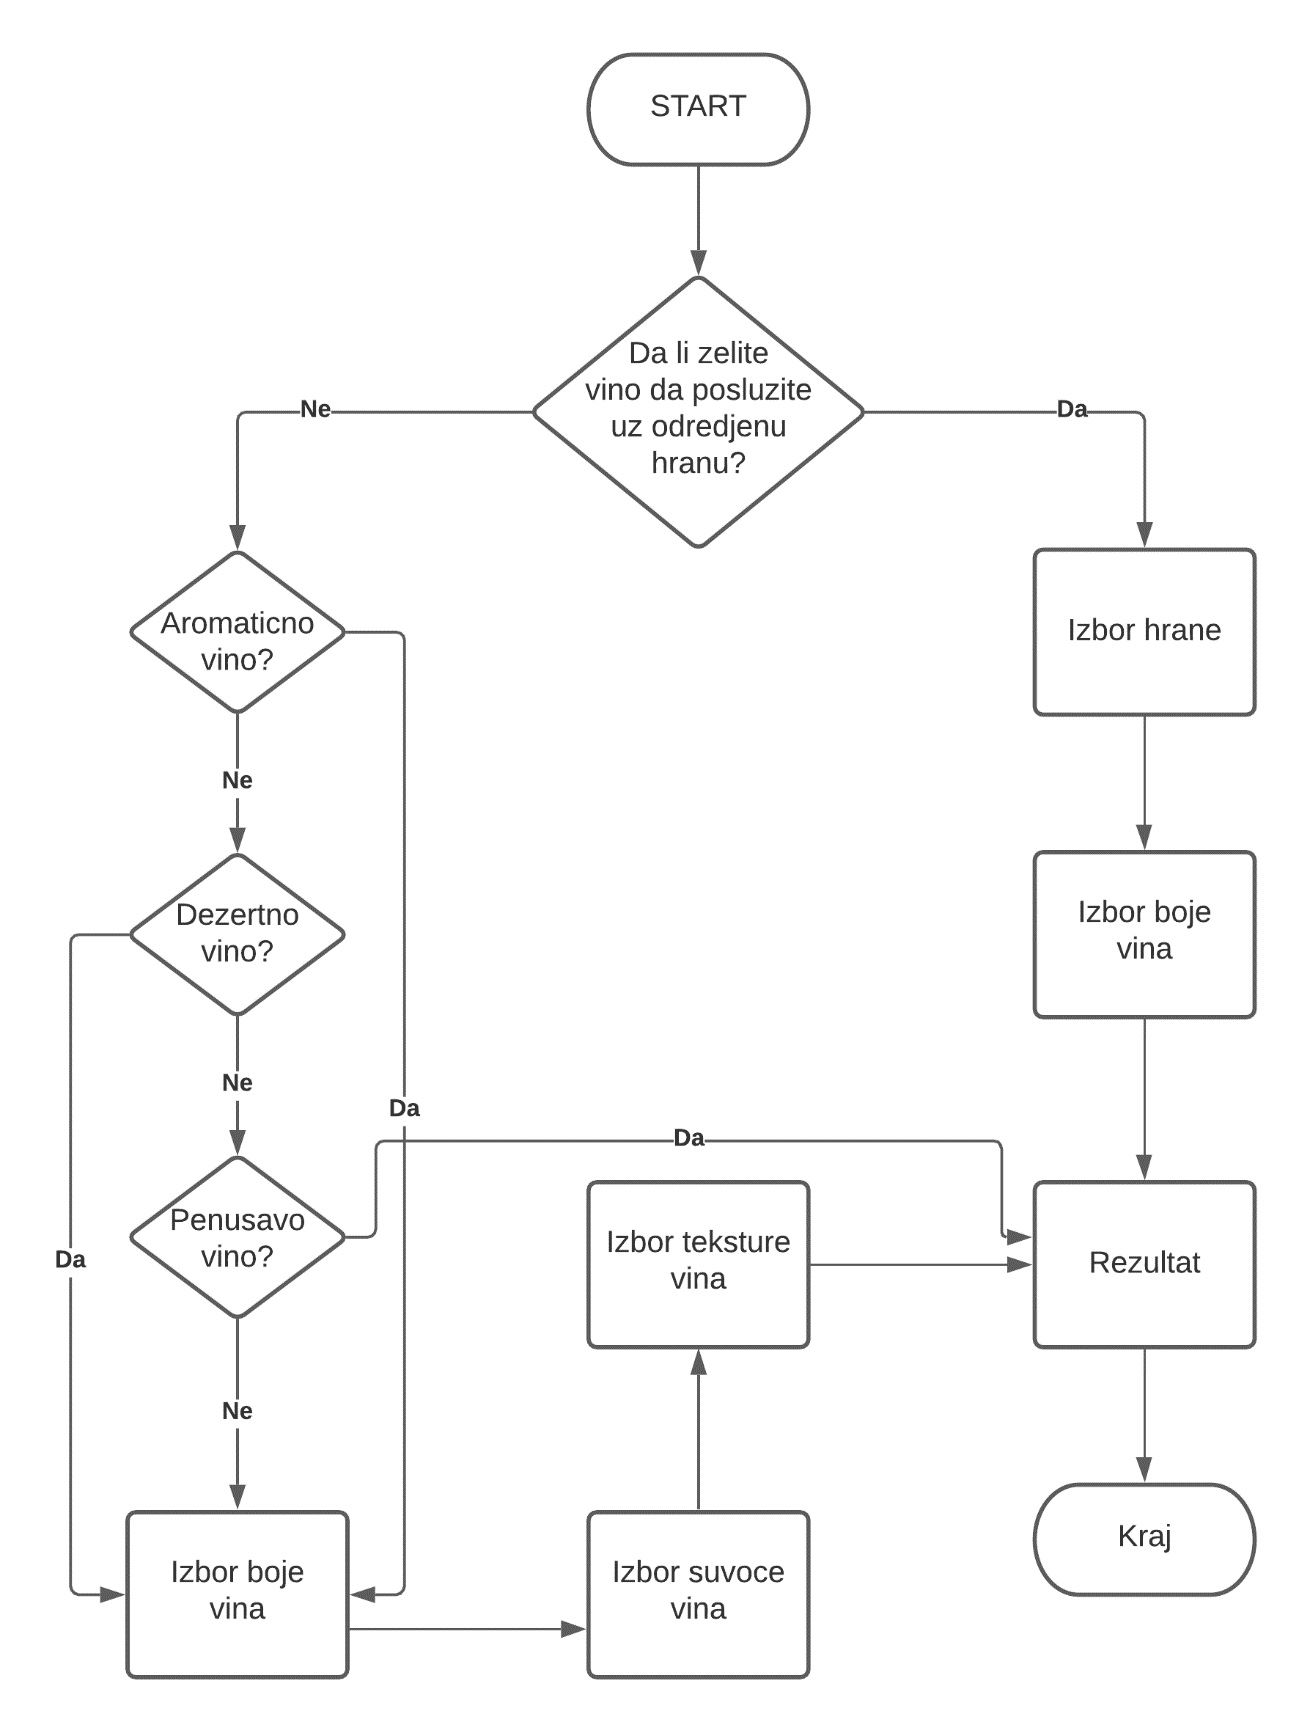 START
Da li zelite
vino da posluzite
uz odredjenu
hranu?
Ne
Da
Aromaticno
vino?
Izbor hrane
Ne
Dezertno
vino?
Izbor boje
vina
Ne
Da
Da
Penusavo
vino?
Izbor teksture
vina
Rezultat
Da
Ne
Izbor boje
vina
Izbor suvoce
vina
Kraj